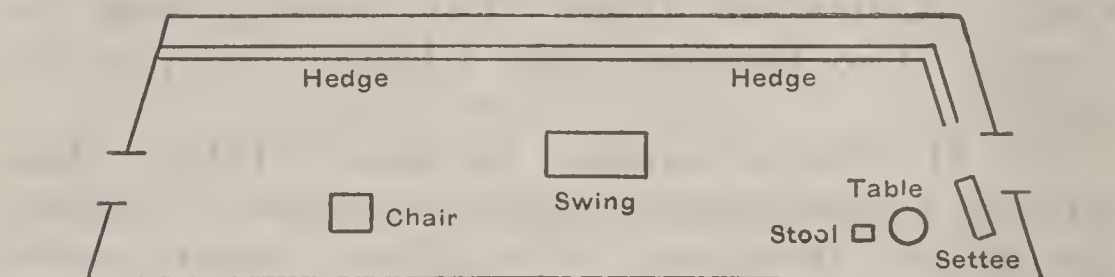 Hedge Hedge
Swing Table
Chair
Stool
Settee